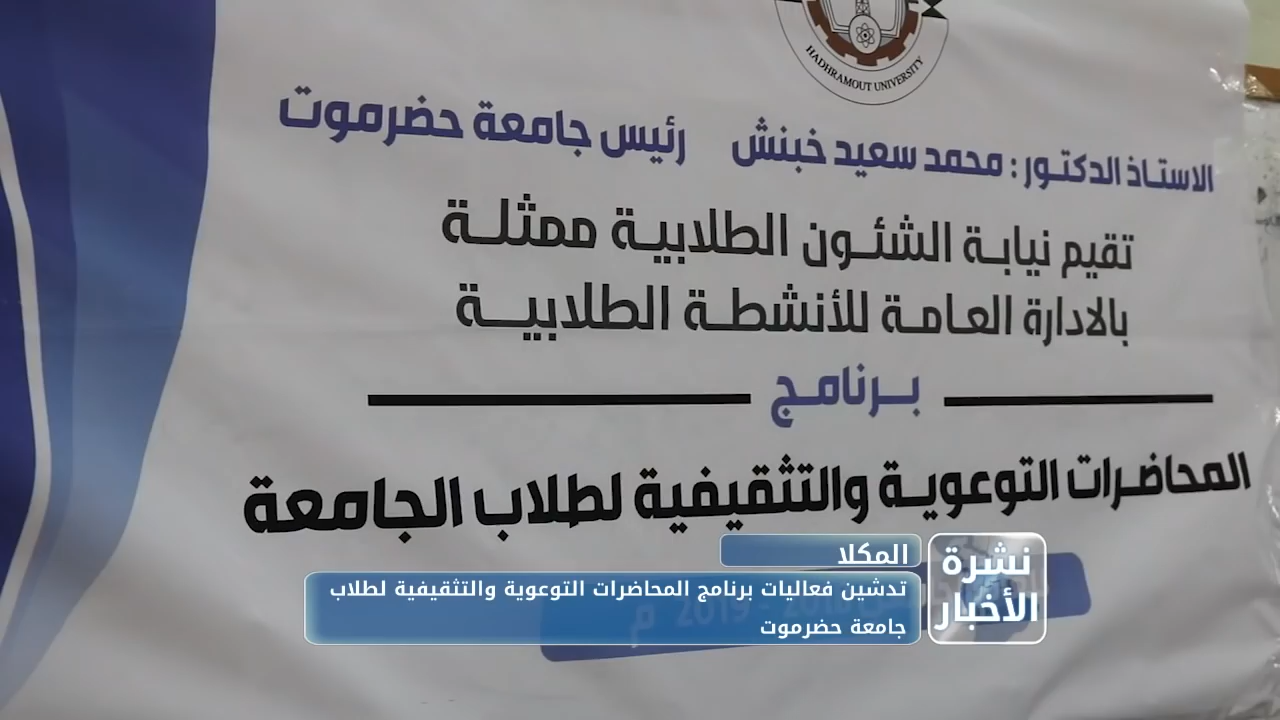 HADHRAMOUT UNIVERSITY
الاستاذ الدكتور : محمد سعيد خبنش رئيس جامعة حضرموت
تقيم نيابة الشئون الطلابية ممثلة
بالادارة العامة للأنشطة الطلابية
برنامج
المحاضرات التوعوية والتثقيفية لطلاب الجامعة
المكلا
نشرة
الأخبار
تدشين فعاليات برنامج المحاضرات التوعوية والتثقيفية لطلاب
جامعة حضرموت
2019 م